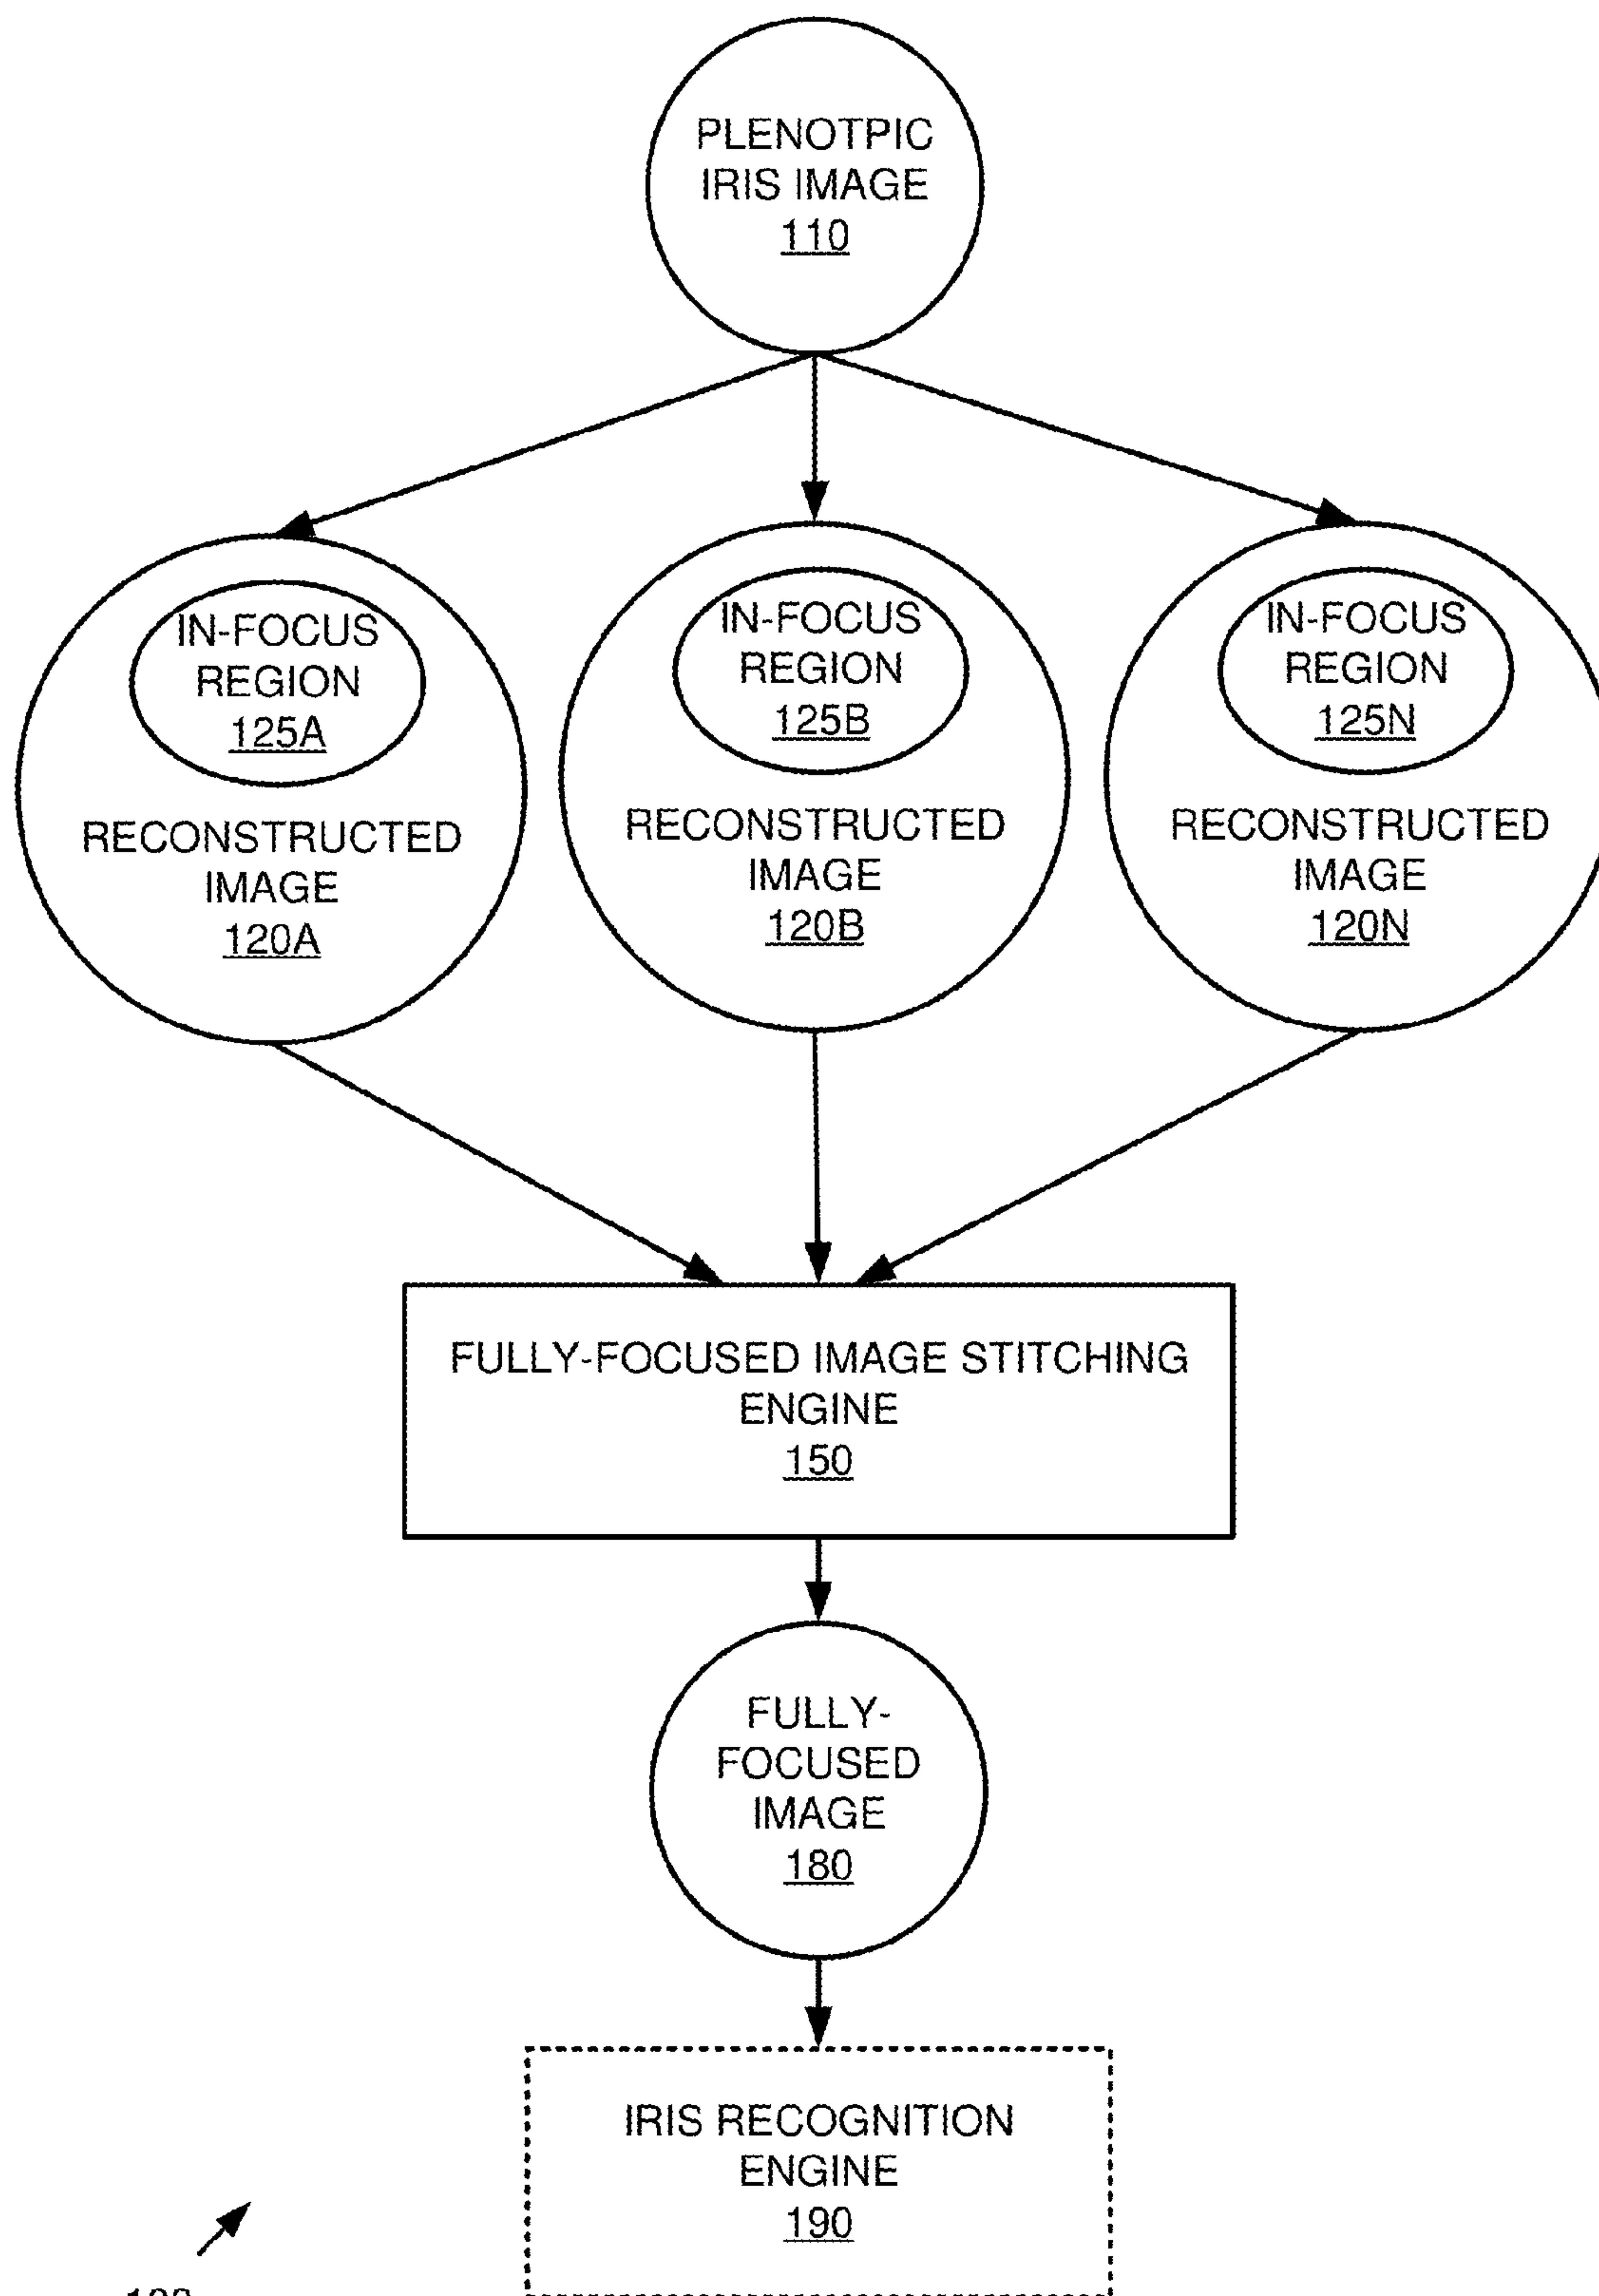 PLENOTPIC
IRIS IMAGE
110
IN-FOCUS
REGION
125A
RECONSTRUCTED
IMAGE
120A
IN-FOCUS
REGION
125B
RECONSTRUCTED
IMAGE
120B
IN-FOCUS
REGION
125N
RECONSTRUCTED
IMAGE
120N
FULLY-FOCUSED IMAGE STITCHING
ENGINE
150
FULLY-
FOCUSED
IMAGE
180
IRIS RECOGNITION
ENGINE
190